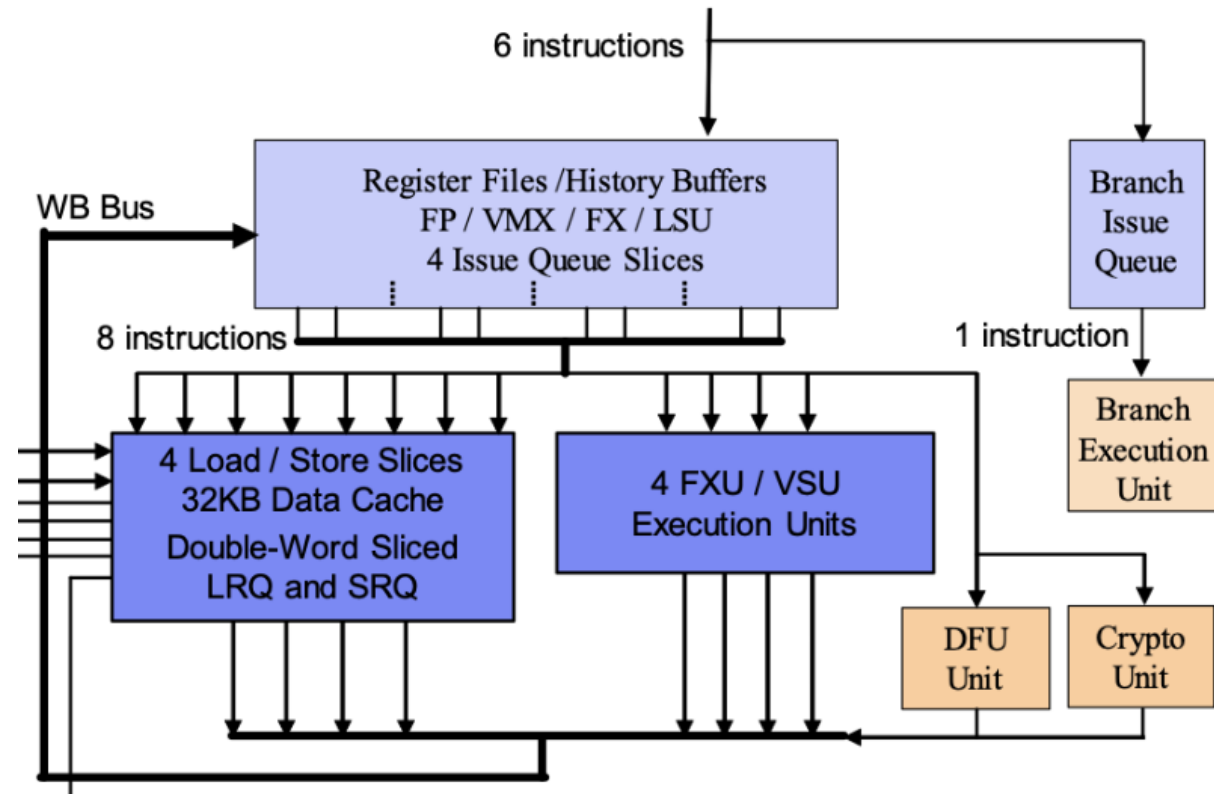 6 instructions
Register Files /History Buffers
FP / VMX / FX / LSU
4 Issue Queue Slices
Branch
Issue
Queue
WB Bus
8 instructions
1 instruction
4 Load / Store Slices
32KB Data Cache
Double-Word Sliced
LRQ and SRQ
4 FXU / VSU
Execution Units
Branch
Execution
Unit
DFU
Unit
Crypto
Unit